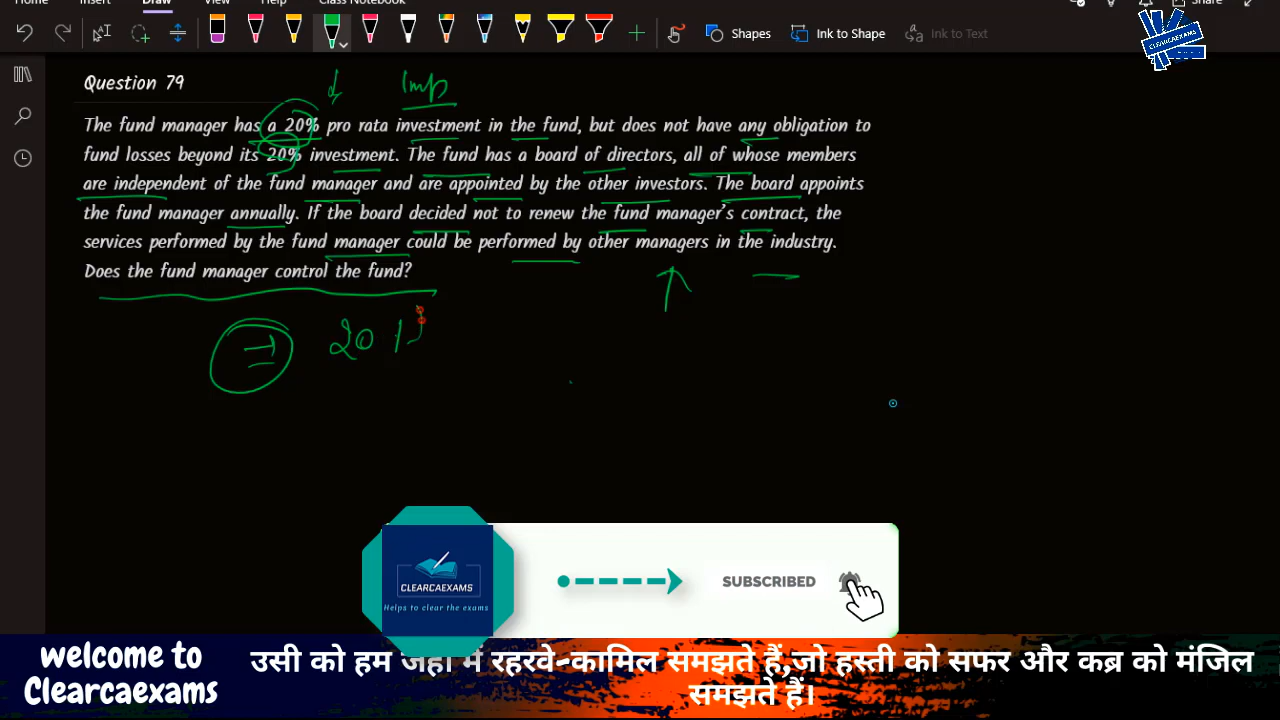 Home Insert Draw View Help Class Notebook Share
Shapes Ink to Shape Ink to Text
CLEARCAEXAMS
Question 79
Imp
The fund manager has a 20% pro rata investment in the fund, but does not have any obligation to
fund losses beyond its 20% investment. The fund has a board of directors, all of whose members
are independent of the fund manager and are appointed by the other investors. The board appoints
the fund manager annually. If the board decided not to renew the fund manager's contract, the
services performed by the fund manager could be performed by other managers in the industry.
Does the fund manager control the fund?
CLEARCAEXAMS
Helps to clear the exams
SUBSCRIBED
welcome to
Clearcaexams
उसी को हम जहाँ में रहरवे-कामिल समझते हैं,जो हस्ती को सफर और कब्र को मंजिल
समझते हैं।